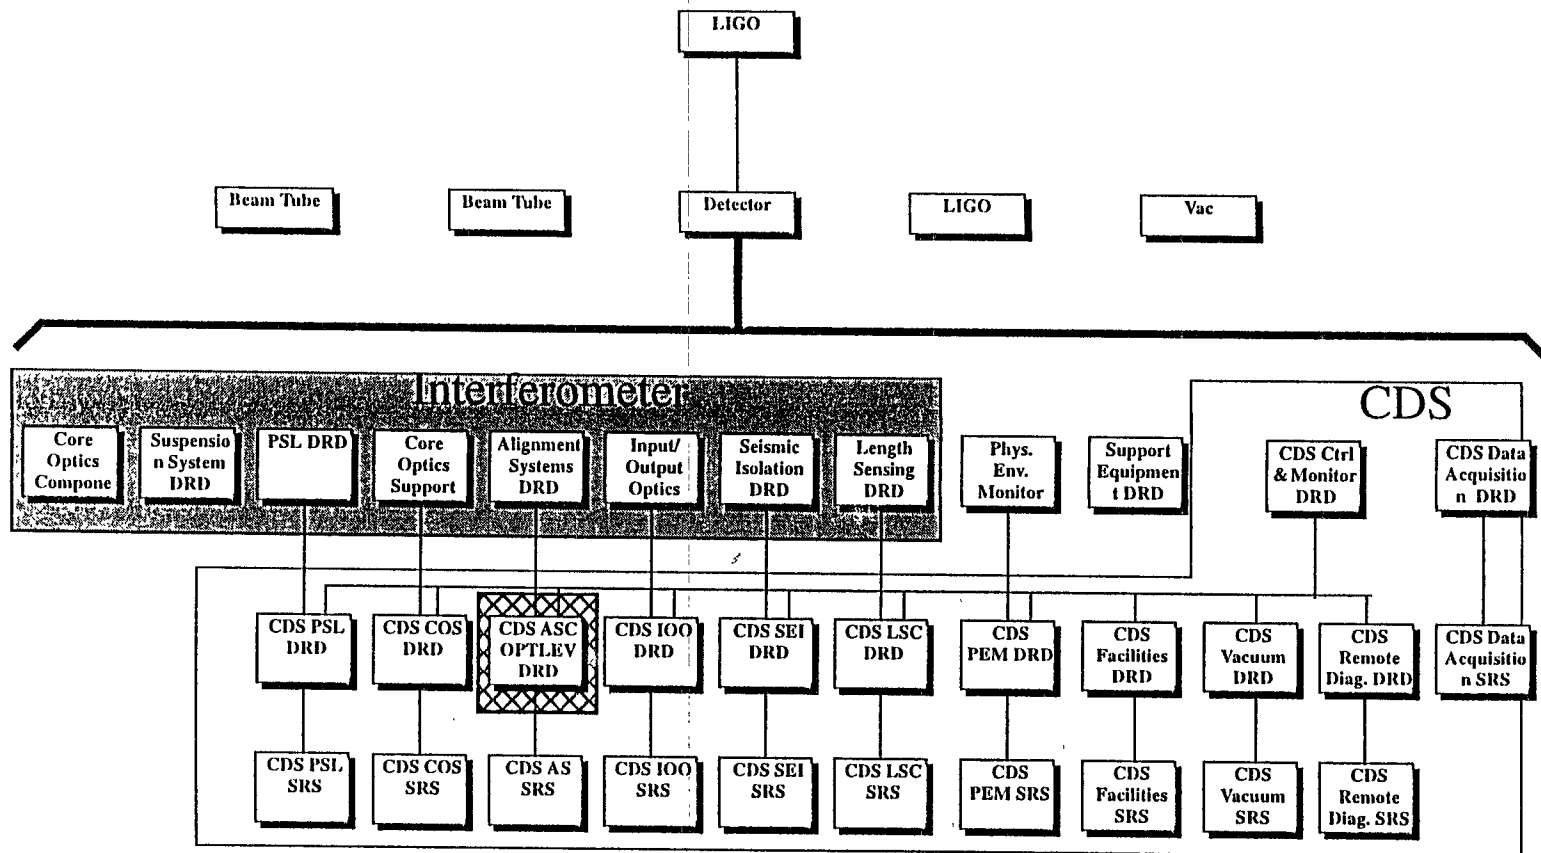 LIGO
Beam Tube
Beam Tube
Detector
LIGO
Vac
Interferometer
CDS
Core
Optics
Compone
Suspensio
n System
DRD
PSL DRD
Core
Optics
Support
Alignment
Systems
DRD
Input/
Output
Optics
Seismic
Isolation
DRD
Length
Sensing
DRD
Phys.
Env.
Monitor
Support
Equipmen
t DRD
CDS Ctrl
& Monitor
DRD
CDS Data
Acquisitio
n DRD
CDS PSL
DRD
CDS COS
DRD
CDS ASC
OPTLEV
DRD
CDS IOO
DRD
CDS SEI
DRD
CDS LSC
DRD
CDS
PEM DRD
CDS
Facilities
DRD
CDS
Vacuum
DRD
CDS
Remote
Diag. DRD
CDS Data
Acquisitio
n SRS
CDS PSL
SRS
CDS COS
SRS
CDS AS
SRS
CDS IOO
SRS
CDS SEI
SRS
CDS LSC
SRS
CDS
PEM SRS
CDS
Facilities
SRS
CDS
Vacuum
SRS
CDS
Remote
Diag. SRS